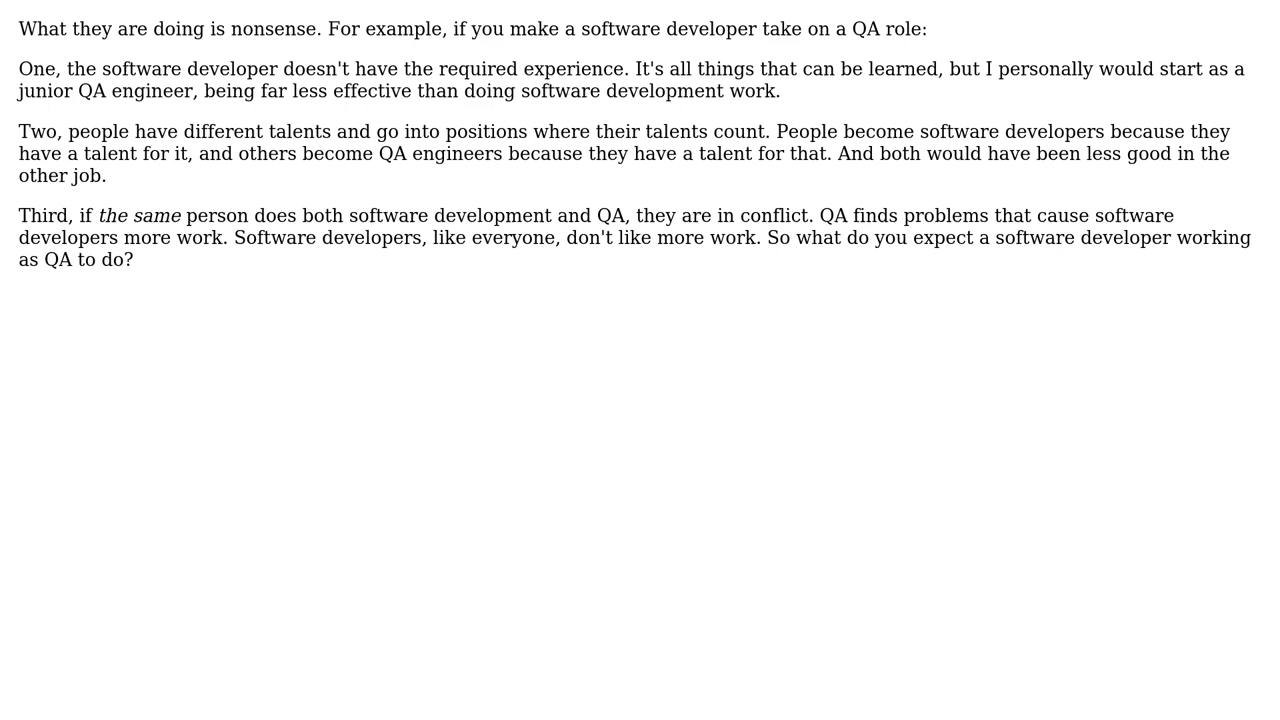 What they are doing is nonsense. For example, if you make a software developer take on a QA role:
One, the software developer doesn't have the required experience. It's all things that can be learned, but I personally would start as a
junior QA engineer, being far less effective than doing software development work.
Two, people have different talents and go into positions where their talents count. People become software developers because they
have a talent for it, and others become QA engineers because they have a talent for that. And both would have been less good in the
other job.
Third, if the same person does both software development and QA, they are in conflict. QA finds problems that cause software
developers more work. Software developers, like everyone, don't like more work. So what do you expect a software developer working
as QA to do?